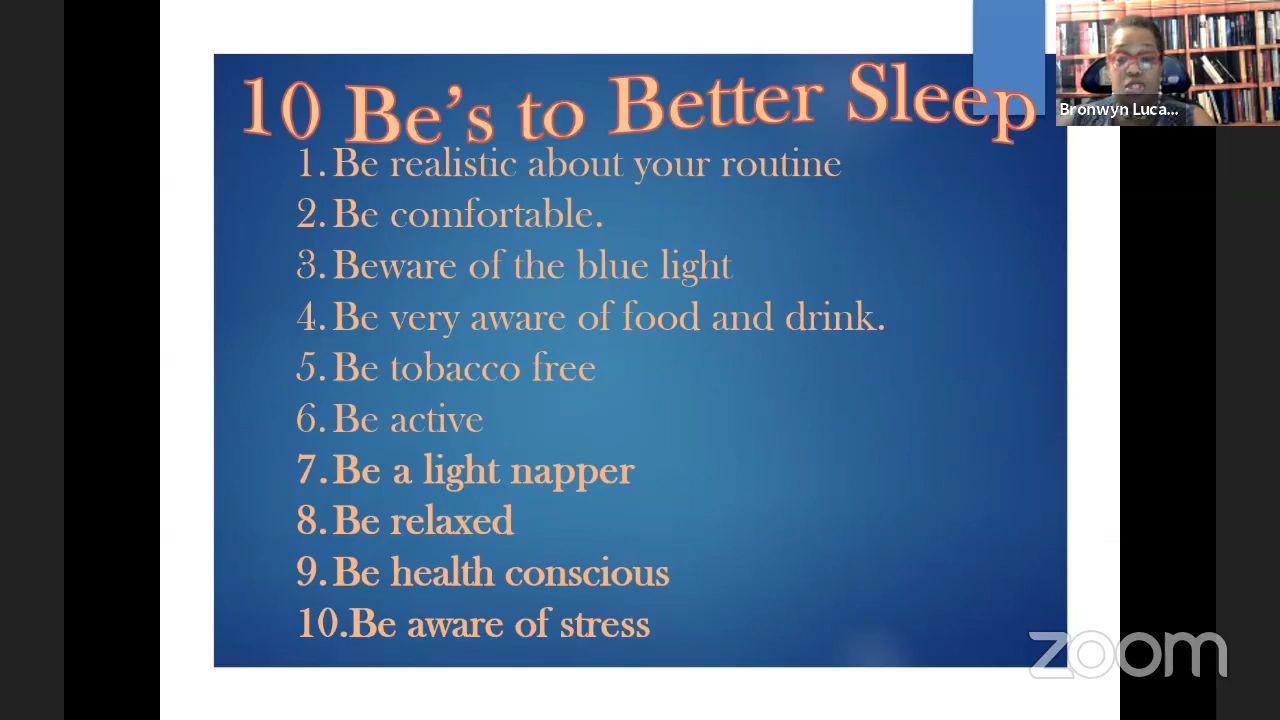 10 Be's to Better Sleep
1. Be realistic about your routine
2. Be comfortable.
3. Beware of the blue light
4. Be very aware of food and drink.
5. Be tobacco free
6. Be active
7. Be a light napper
8. Be relaxed
9. Be health conscious
10.Be aware of stress
Bronwyn Luca...
zoom